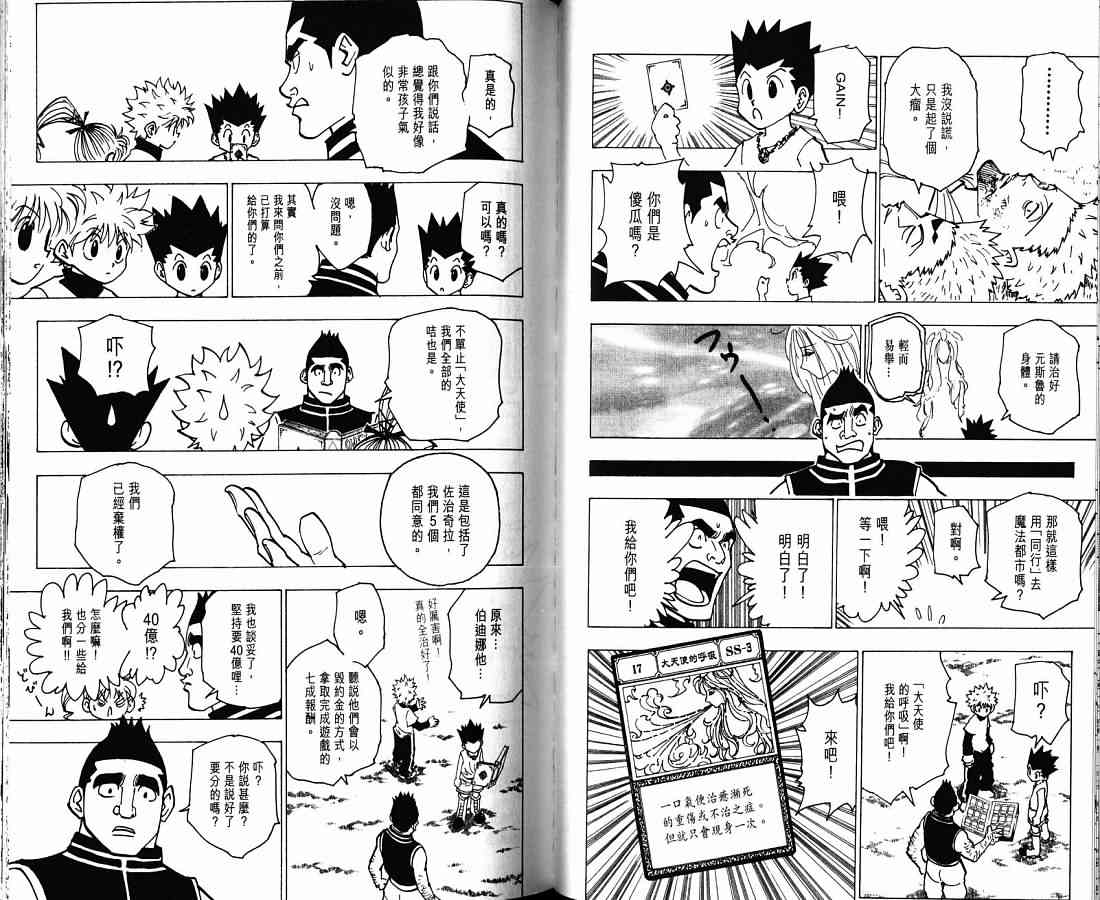 ………
我沒說謊
只是起了個
大瘤。
GAIN！
喂！
你們是
傻瓜嗎？
請治好
元斯魯的
身體。
輕而
易舉…
フゥー…
那就這樣
用「同行」去
魔法都市嗎？
對啊。
喂！
等一下啊！
明白了！
明白了！
我給你們吧！
吓？
「大天使
的呼吸」啊！
我給你們吧！
17
大天使的呼吸
SS-3
一口氣便治癒瀕死
的重傷或不治之症。
但就只會現身一次。
來吧！
真是的，
跟你們說話，
總覺得我好像
非常孩子氣
似的。
真的嗎？
可以嗎？
嗯，
沒問題。
其實
我來問你們之前，
已打算
給你們的了。
不單止「大天使」，
我們全部的
咭也是。
吓！？
這是包括了
佐治奇拉，
我們5個
都同意的。
我們
已經棄權了。
原來…
伯迪娜他…
好厲害啊！
真的全治好了
嗯。
聽說他們會以
毀約金的方式，
拿取完成遊戲的
七成報酬。
我也談妥了，
堅持要40億哩…
40億！？
怎麼嘛！
也分一些給
我們啊！！
吓？
你說甚麼？
不是說好了
要分的嗎？